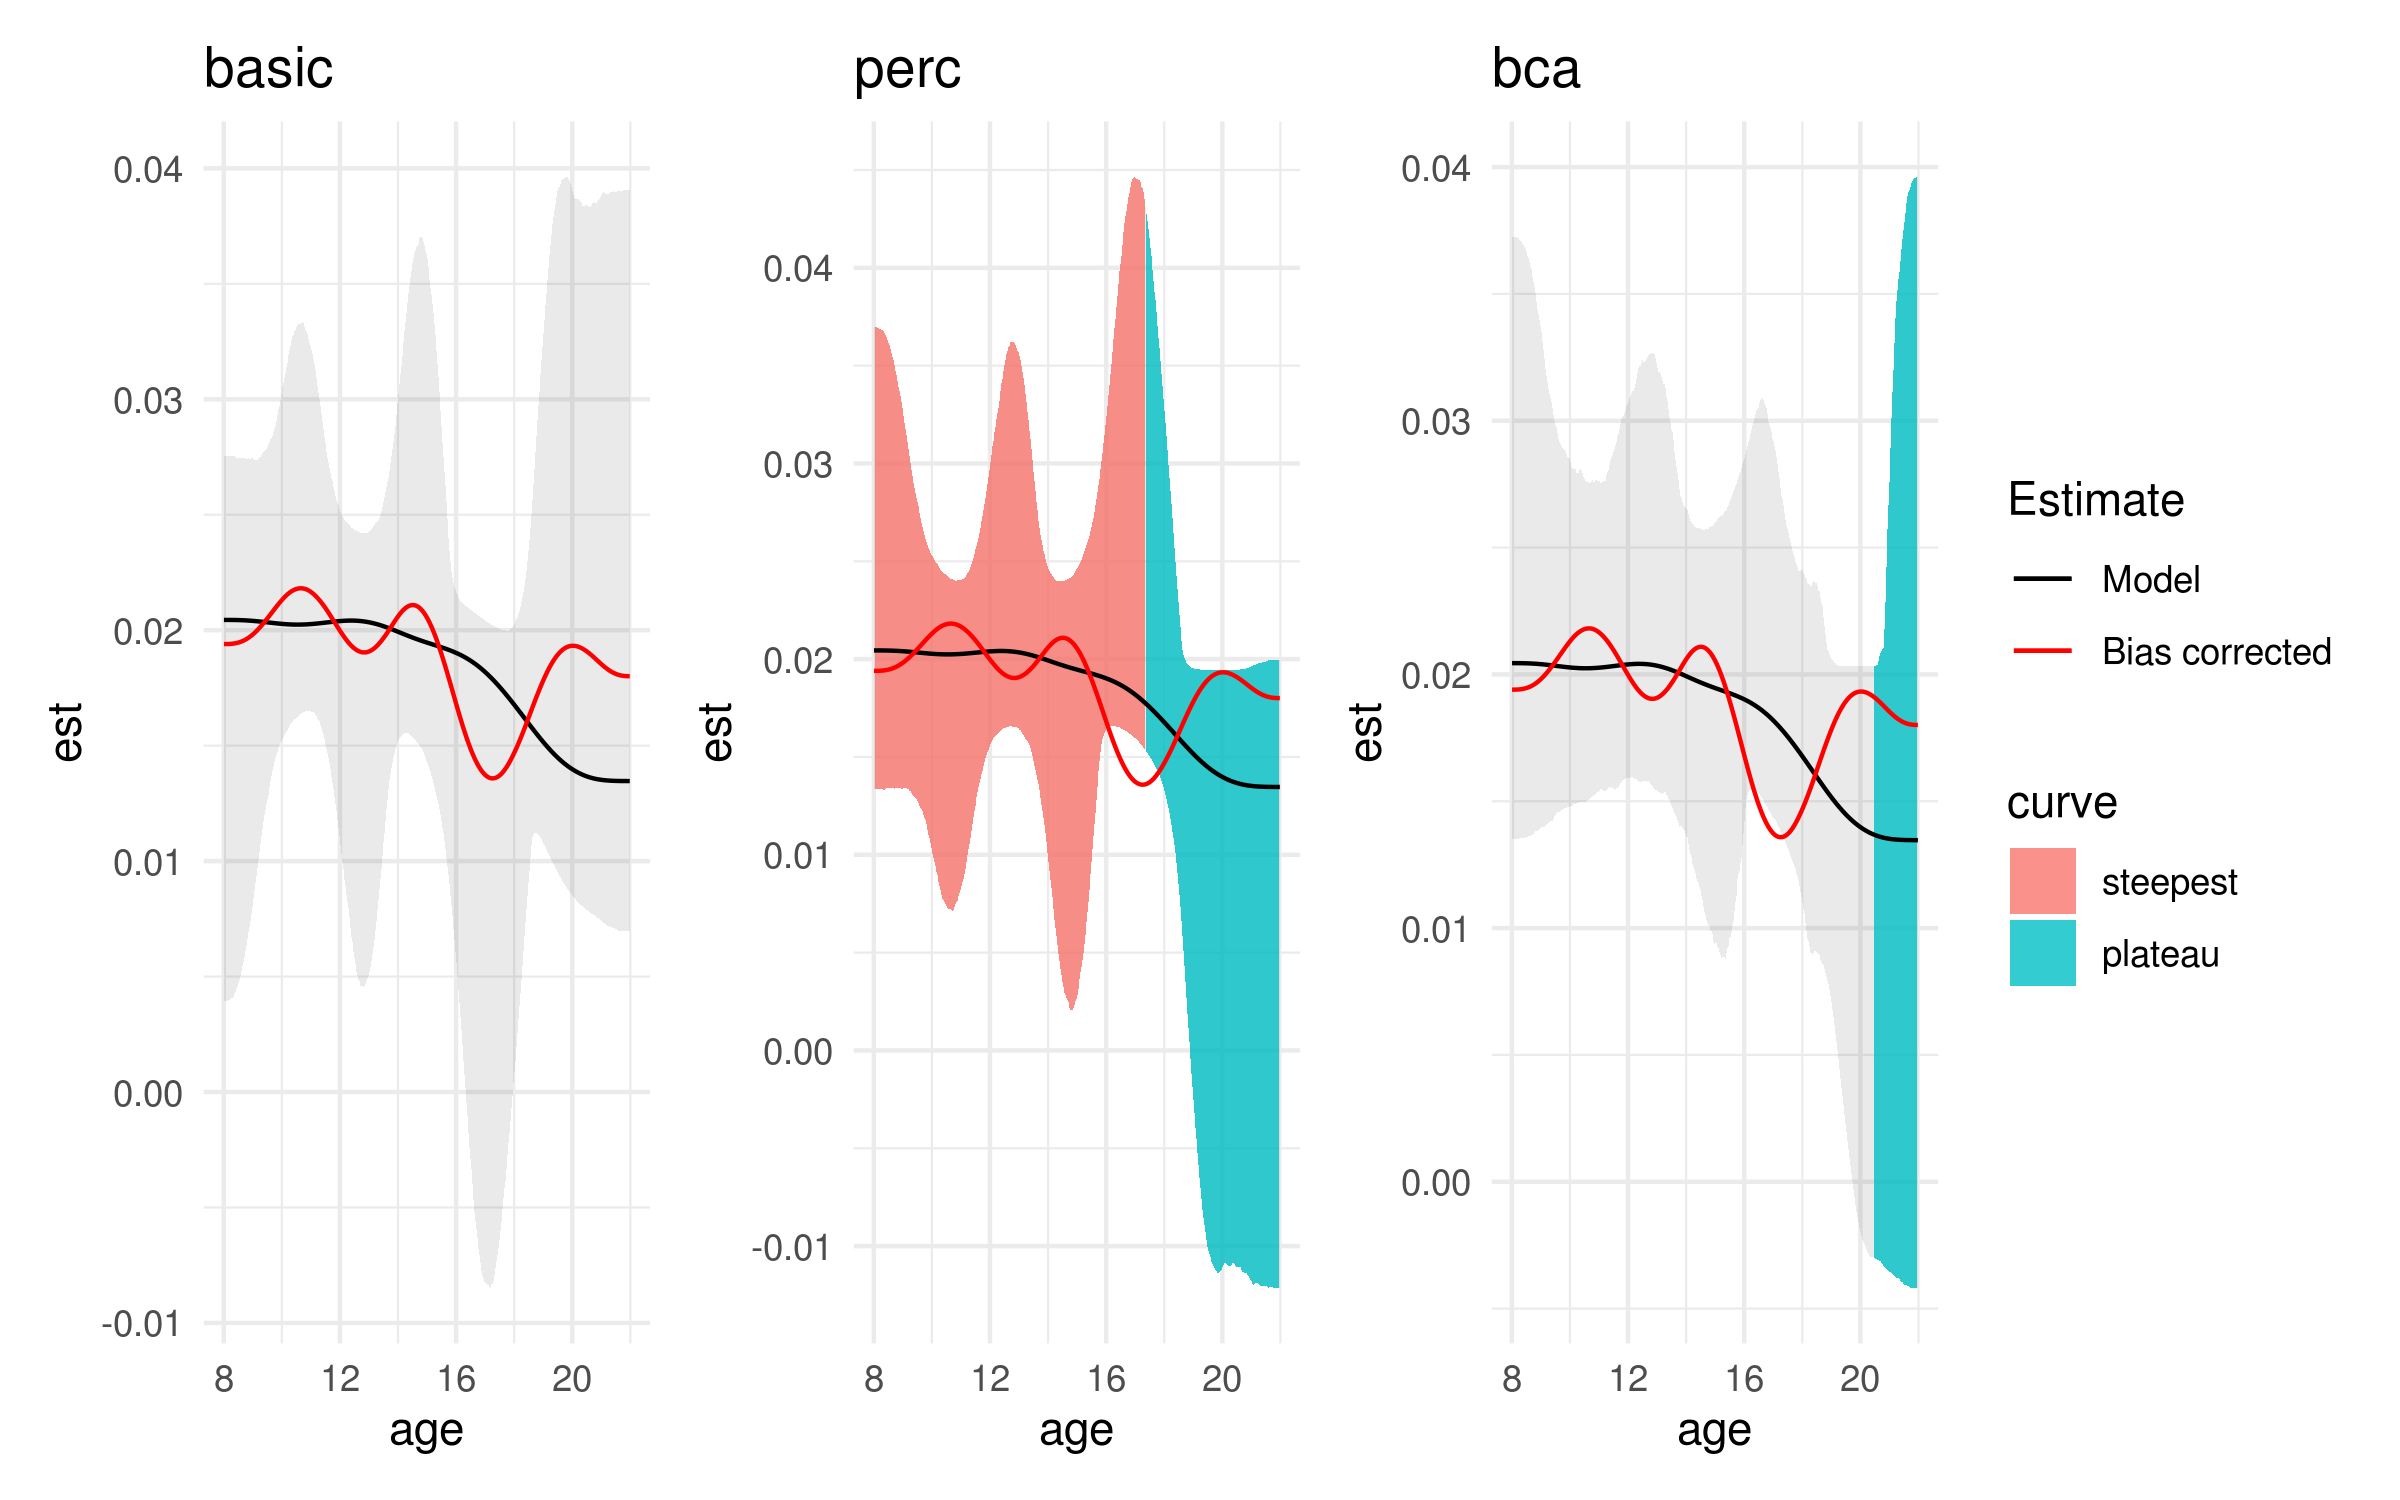 basic
perc
bca
0.04
0.03
0.02
0.01
0.00
-0.01
est
8 12 16 20
age
0.04
0.03
0.02
0.01
0.00
-0.01
est
8 12 16 20
age
0.04
0.03
0.02
0.01
0.00
est
8 12 16 20
age
Estimate
Model
Bias corrected
curve
steepest
plateau